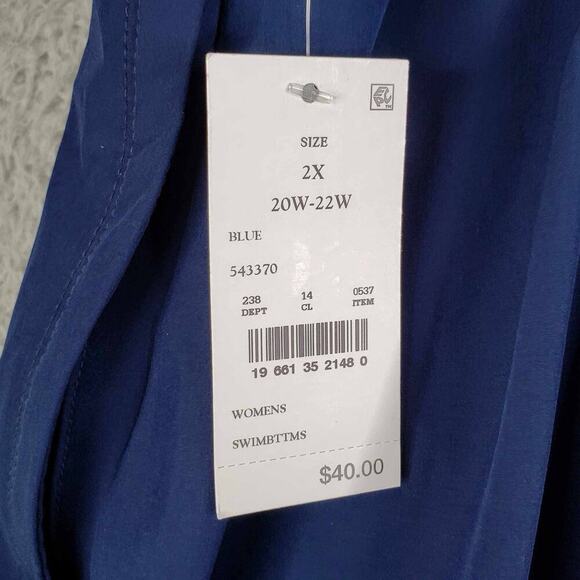 SIZE
2X
20W-22W
BLUE
543370
238 14 0537
DEPT CL ITEM
19 661 35 2148 0
WOMENS
SWIMBTTMS
$40.00